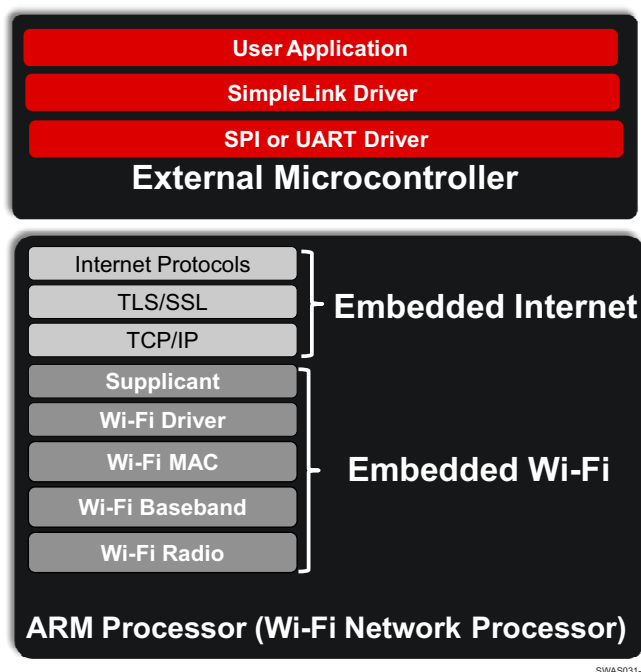 User Application
SimpleLink Driver
SPI or UART Driver
External Microcontroller
Internet Protocols
TLS/SSL
TCP/IP
Embedded Internet
Supplicant
Wi-Fi Driver
Wi-Fi MAC
Wi-Fi Baseband
Wi-Fi Radio
Embedded Wi-Fi
ARM Processor (Wi-Fi Network Processor)
SWAS031-